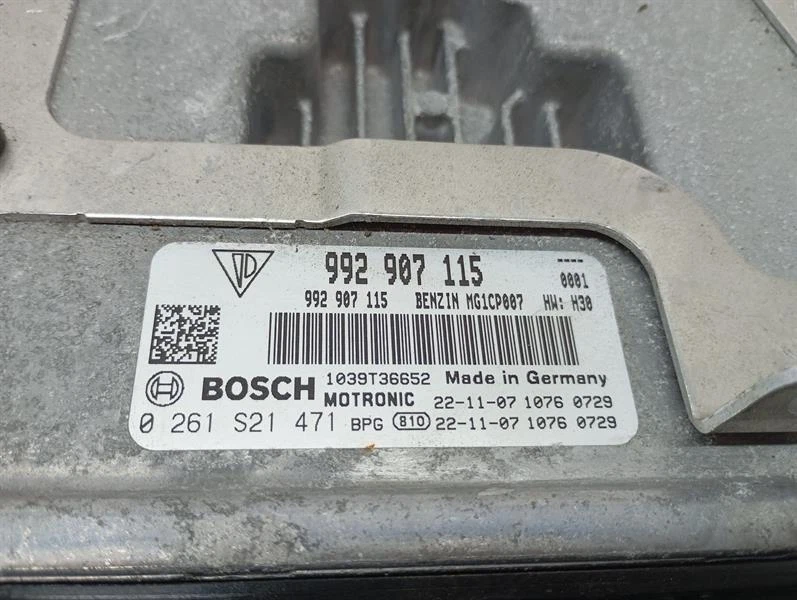 992 907 115
----
0001
992 907 115 BENZIN MG1CP007 HW: H30
BOSCH 1039T36652 Made in Germany
MOTRONIC 22-11-07 1076 0729
0 261 S21 471 BPG 810 22-11-07 1076 0729